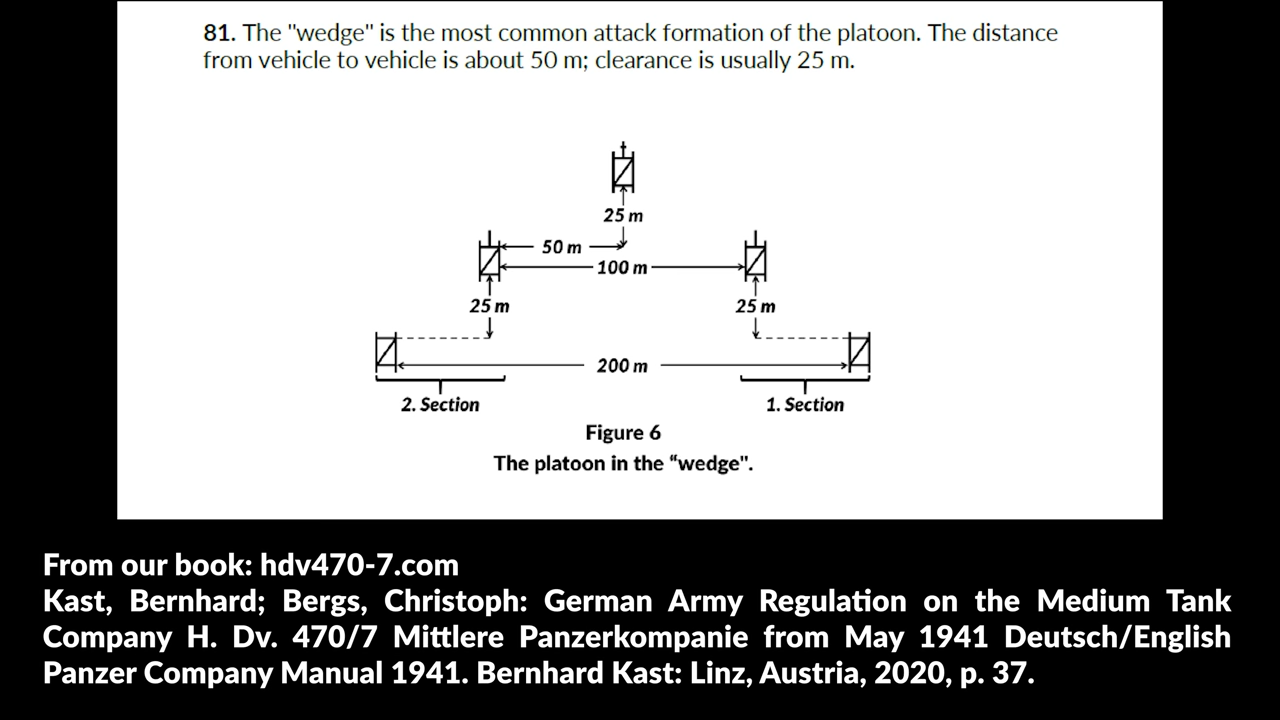 81. The "wedge" is the most common attack formation of the platoon. The distance
from vehicle to vehicle is about 50 m; clearance is usually 25 m.
25 m
50 m
100 m
25 m
25 m
200 m
2. Section
1. Section
Figure 6
The platoon in the “wedge".
From our book: hdv470-7.com
Kast, Bernhard; Bergs, Christoph: German Army Regulation on the Medium Tank
Company H. Dv. 470/7 Mittlere Panzerkompanie from May 1941 Deutsch/English
Panzer Company Manual 1941. Bernhard Kast: Linz, Austria, 2020, p. 37.